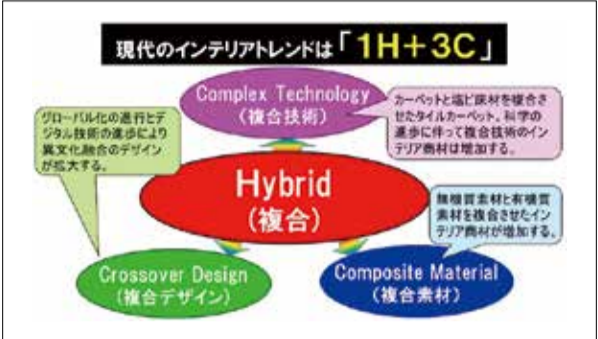 現代のインテリアトレンドは「1H+3C」
Complex Technology
(複合技術)
カーペットと塩ビ床材を複合さ
せたタイルカーペット。科学の
進歩に伴って複合技術のイン
テリア商材は増加する。
グローバル化の進行とデ
ジタル技術の進歩により
異文化融合のデザイン
が拡大する。
Hybrid
(複合)
無機質素材と有機質
素材を複合させたイン
テリア商材が増加する。
Crossover Design
(複合デザイン)
Composite Material
(複合素材)